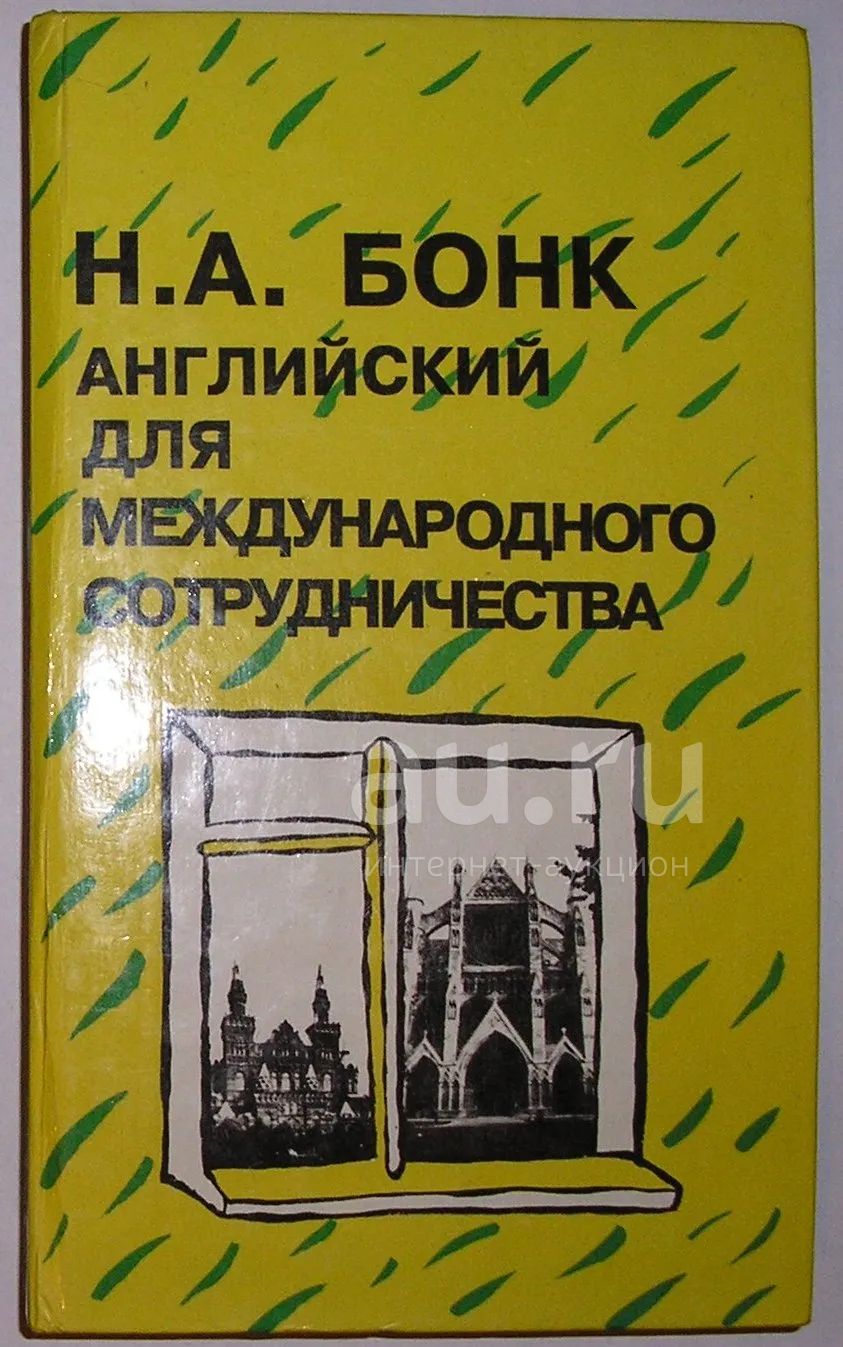 Н.А. БОНК
АНГЛИЙСКИЙ
ДЛЯ
МЕЖДУНАРОДНОГО
СОТРУДНИЧЕСТВА
au.ru
интернет-аукцион